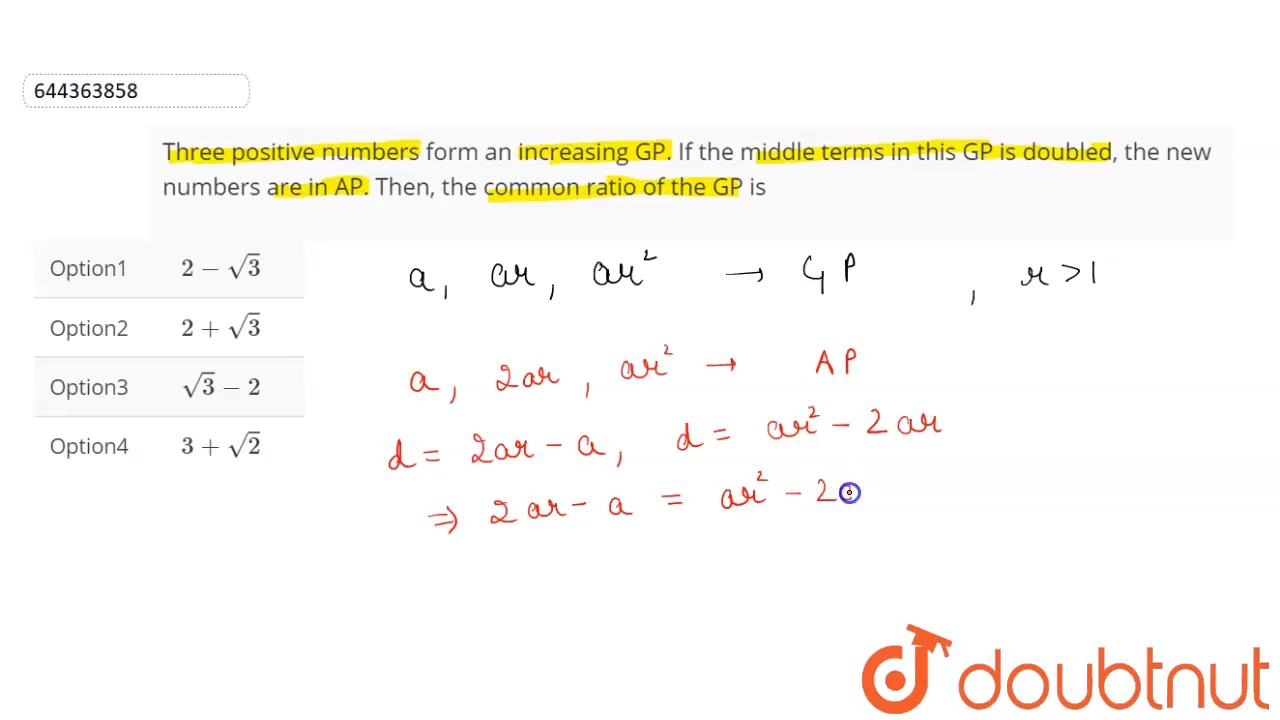 644363858
Three positive numbers form an increasing GP. If the middle terms in this GP is doubled, the new
numbers are in AP. Then, the common ratio of the GP is
Option1 2 − √3
Option2 2 + √3
Option3 √3 − 2
Option4 3 + √2
a, ar, ar² → GP , r > 1
a, 2ar, ar² → AP
d = 2ar − a, d = ar² − 2ar
⇒ 2ar − a = ar² − 2
doubtnut